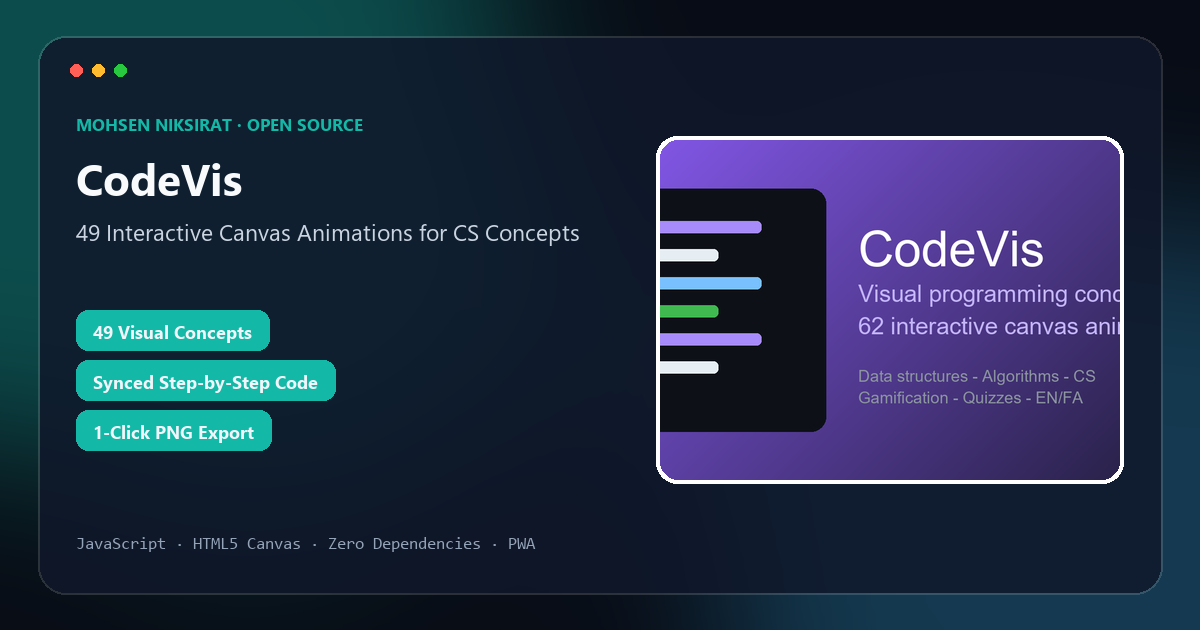 MOHSEN NIKSIRAT · OPEN SOURCE
CodeVis
49 Interactive Canvas Animations for CS Concepts
49 Visual Concepts
Synced Step-by-Step Code
1-Click PNG Export
JavaScript · HTML5 Canvas · Zero Dependencies · PWA
CodeVis
Visual programming conc
62 interactive canvas ani
Data structures - Algorithms - CS
Gamification - Quizzes - EN/FA